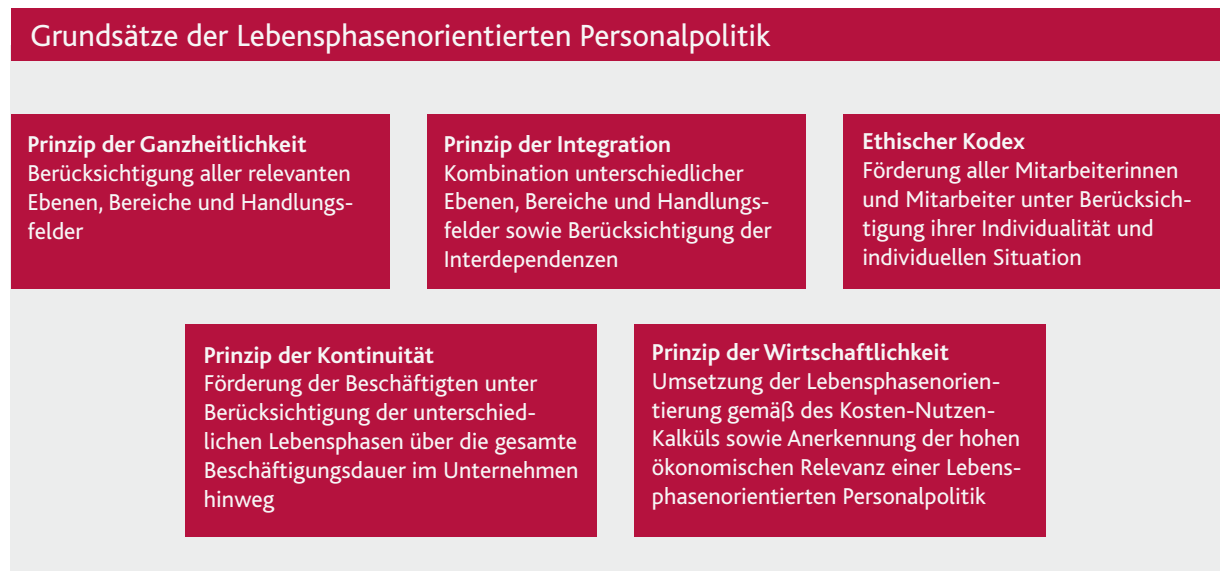 Grundsätze der Lebensphasenorientierten Personalpolitik
Prinzip der Ganzheitlichkeit
Berücksichtigung aller relevanten
Ebenen, Bereiche und Handlungs-
felder
Prinzip der Integration
Kombination unterschiedlicher
Ebenen, Bereiche und Handlungs-
felder sowie Berücksichtigung der
Interdependenzen
Ethischer Kodex
Förderung aller Mitarbeiterinnen
und Mitarbeiter unter Berücksich-
tigung ihrer Individualität und
individuellen Situation
Prinzip der Kontinuität
Förderung der Beschäftigten unter
Berücksichtigung der unterschied-
lichen Lebensphasen über die gesamte
Beschäftigungsdauer im Unternehmen
hinweg
Prinzip der Wirtschaftlichkeit
Umsetzung der Lebensphasenorien-
tierung gemäß des Kosten-Nutzen-
Kalküls sowie Anerkennung der hohen
ökonomischen Relevanz einer Lebens-
phasenorientierten Personalpolitik